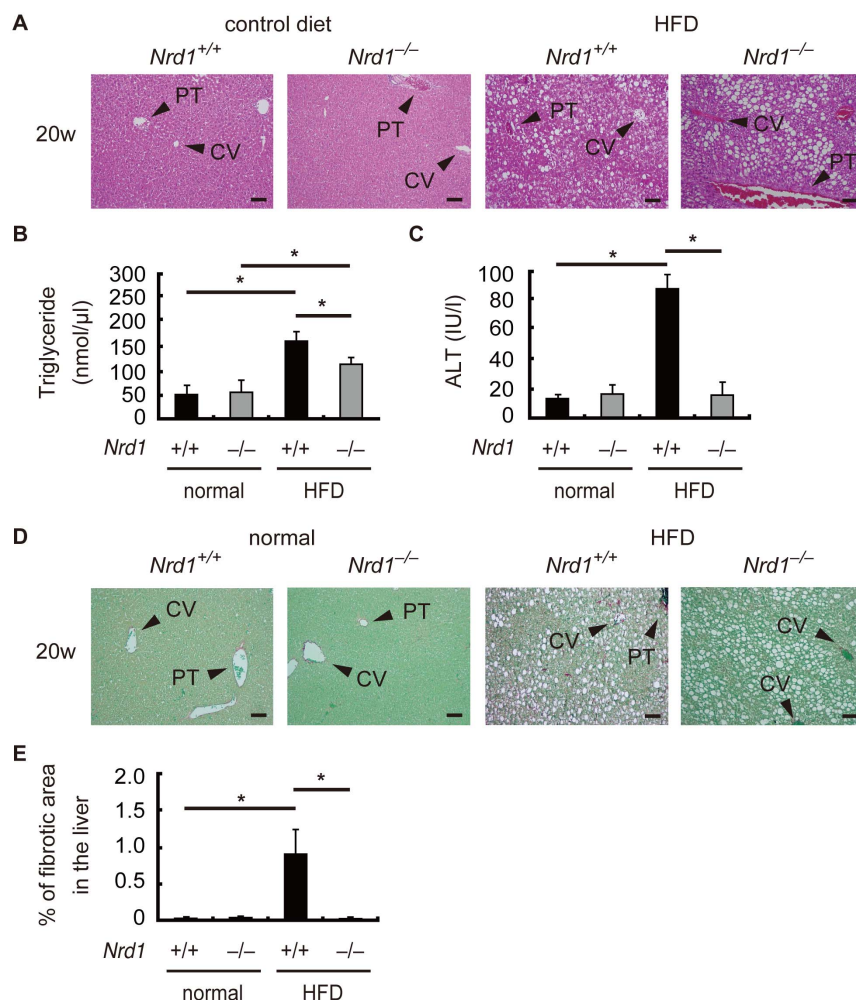 A
control diet
HFD
Nrd1+/+
Nrd1–/–
Nrd1+/+
Nrd1–/–
20w
PT
CV
PT
CV
PT
CV
CV
PT
B
Triglyceride
(nmol/µl)
300
250
200
150
100
50
0
*
*
*
Nrd1
+/+
–/–
+/+
–/–
normal
HFD
C
ALT (IU/l)
100
80
60
40
20
0
*
*
+/+
–/–
+/+
–/–
normal
HFD
D
normal
HFD
Nrd1+/+
Nrd1–/–
Nrd1+/+
Nrd1–/–
20w
CV
PT
PT
CV
CV
PT
CV
CV
E
% of fibrotic area
in the liver
2.0
1.0
0.5
0
*
*
Nrd1
+/+
–/–
+/+
–/–
normal
HFD